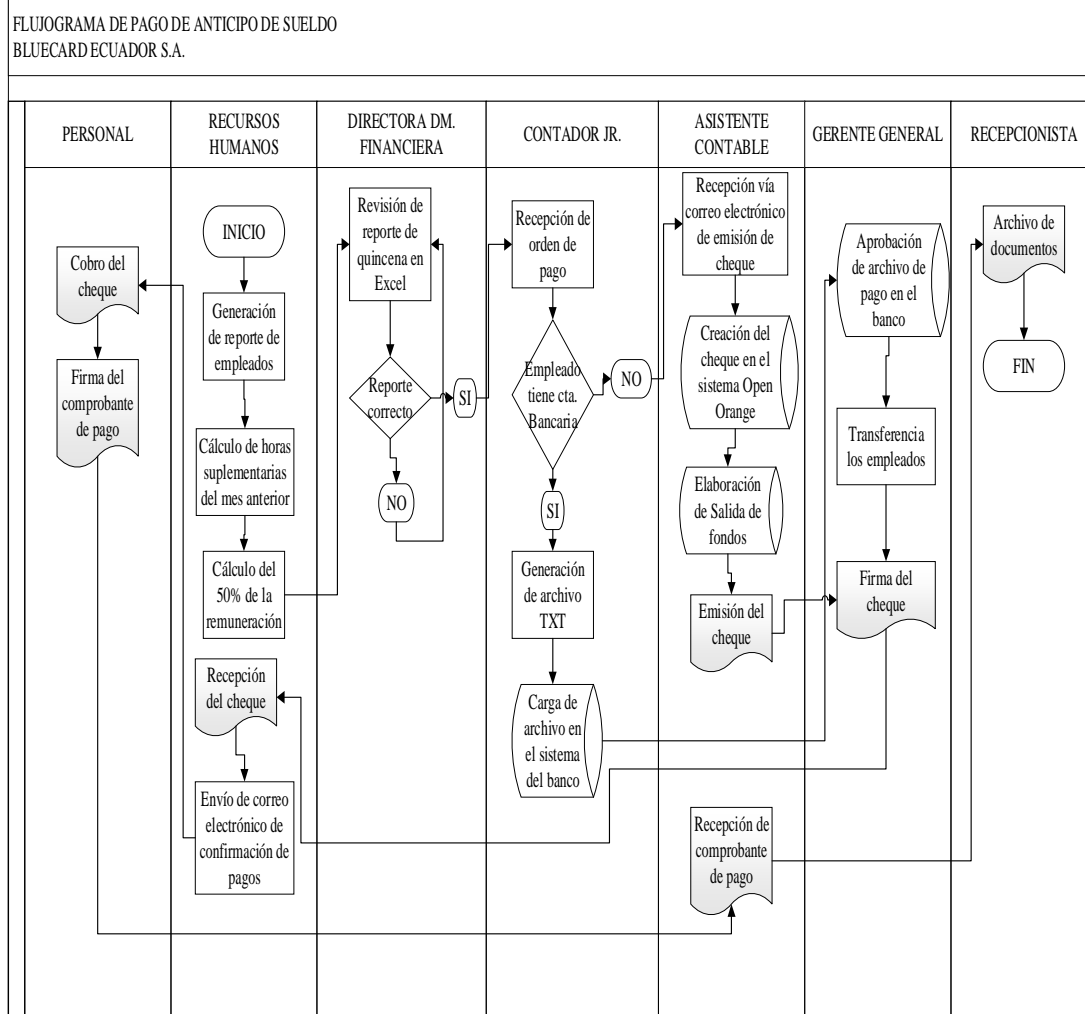 FLUJOGRAMA DE PAGO DE ANTICIPO DE SUELDO
BLUECARD ECUADOR S.A.
PERSONAL
RECURSOS
HUMANOS
DIRECTORA DM.
FINANCIERA
CONTADOR JR.
ASISTENTE
CONTABLE
GERENTE GENERAL
RECEPCIONISTA
Cobro del
cheque
Firma del
comprobante
de pago
INICIO
Generación
de reporte de
empleados
Cálculo de horas
suplementarias
del mes anterior
Cálculo del
50% de la
remuneración
Recepción
del cheque
Envío de correo
electrónico de
confirmación de
pagos
Revisión de
reporte de
quincena en
Excel
Reporte
correcto
SI
NO
Recepción de
orden de
pago
Empleado
tiene cta.
Bancaria
NO
SI
Generación
de archivo
TXT
Carga de
archivo en
el sistema
del banco
Recepción vía
correo electrónico
de emisión de
cheque
Creación del
cheque en el
sistema Open
Orange
Elaboración
de Salida de
fondos
Emisión del
cheque
Recepción de
comprobante
de pago
Aprobación
de archivo de
pago en el
banco
Transferencia
los empleados
Firma del
cheque
Archivo de
documentos
FIN